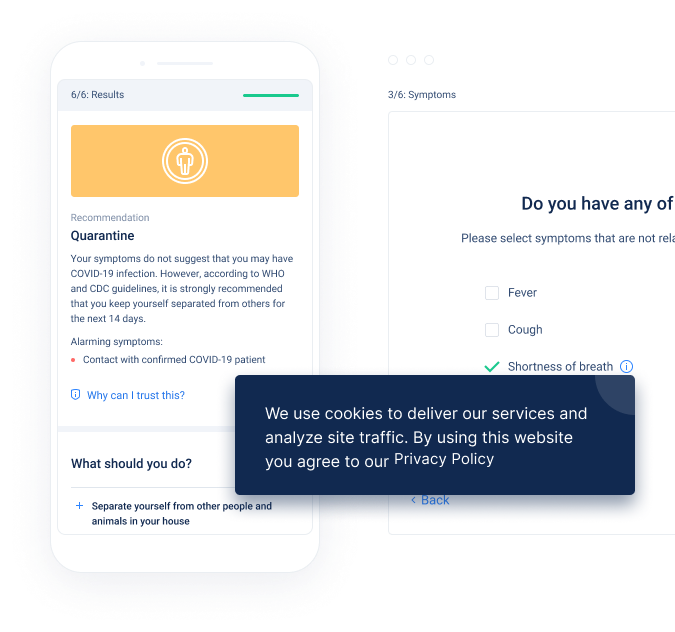 6/6: Results
Recommendation
Quarantine
Your symptoms do not suggest that you may have
COVID-19 infection. However, according to WHO
and CDC guidelines, it is strongly recommended
that you keep yourself separated from others for
the next 14 days.
Alarming symptoms:
Contact with confirmed COVID-19 patient
Why can I trust this?
What should you do?
+ Separate yourself from other people and
animals in your house
3/6: Symptoms
Do you have any of
Please select symptoms that are not rela
Fever
Cough
Shortness of breath
We use cookies to deliver our services and
analyze site traffic. By using this website
you agree to our Privacy Policy
< Back